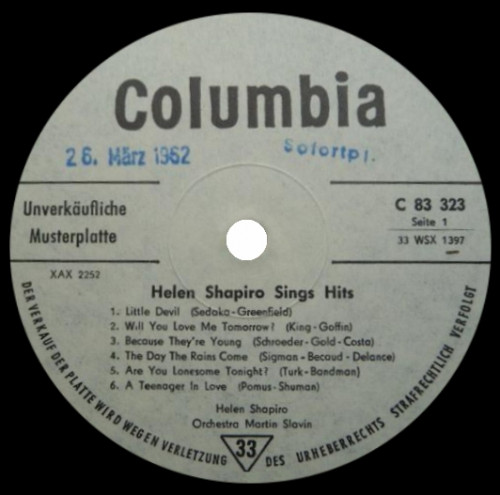 Columbia
26. März 1962
Sofortpl.
Unverkäufliche
Musterplatte
C 83 323
Seite 1
33 WSX 1397
XAX 2252
Helen Shapiro Sings Hits
1. Little Devil (Sedaka-Greenfield)
2. Will You Love Me Tomorrow? (King-Goffin)
3. Because They're Young (Schroeder-Gold-Costa)
4. The Day The Rains Come (Sigman-Becaud-Delance)
5. Are You Lonesome Tonight? (Turk-Bandman)
6. A Teenager In Love (Pomus-Shuman)
Helen Shapiro
Orchestra Martin Slavin
33
DER VERKAUF DER PLATTE WIRD WEGEN VERLETZUNG DES URHEBERRECHTS STRAFRECHTLICH VERFOLGT